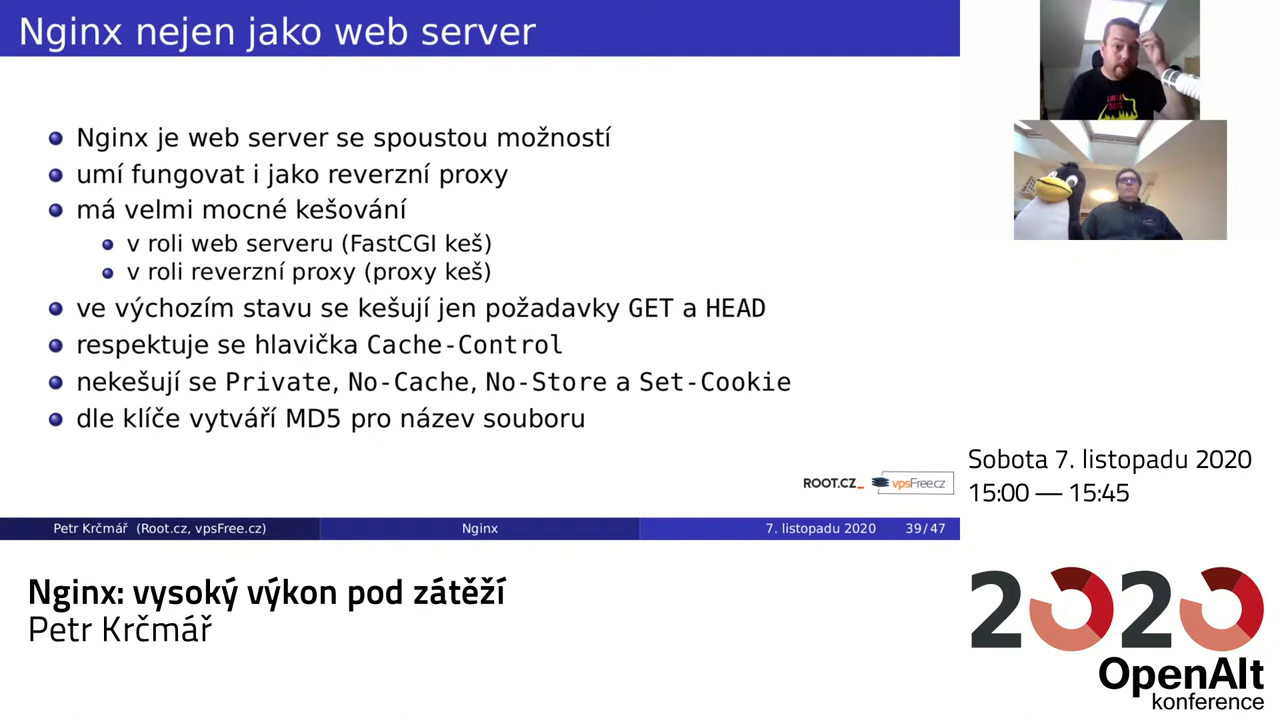 Nginx nejen jako web server
Nginx je web server se spoustou možností
umí fungovat i jako reverzní proxy
má velmi mocné kešování
v roli web serveru (FastCGI keš)
v roli reverzní proxy (proxy keš)
ve výchozím stavu se kešují jen požadavky GET a HEAD
respektuje se hlavička Cache-Control
nekešují se Private, No-Cache, No-Store a Set-Cookie
dle klíče vytváří MD5 pro název souboru
ROOT.CZ_ vpsFree.cz
Petr Krčmář (Root.cz, vpsFree.cz) Nginx 7. listopadu 2020 39/47
Sobota 7. listopadu 2020
15:00 — 15:45
Nginx: vysoký výkon pod zátěží
Petr Krčmář
2020
OpenAlt
konference